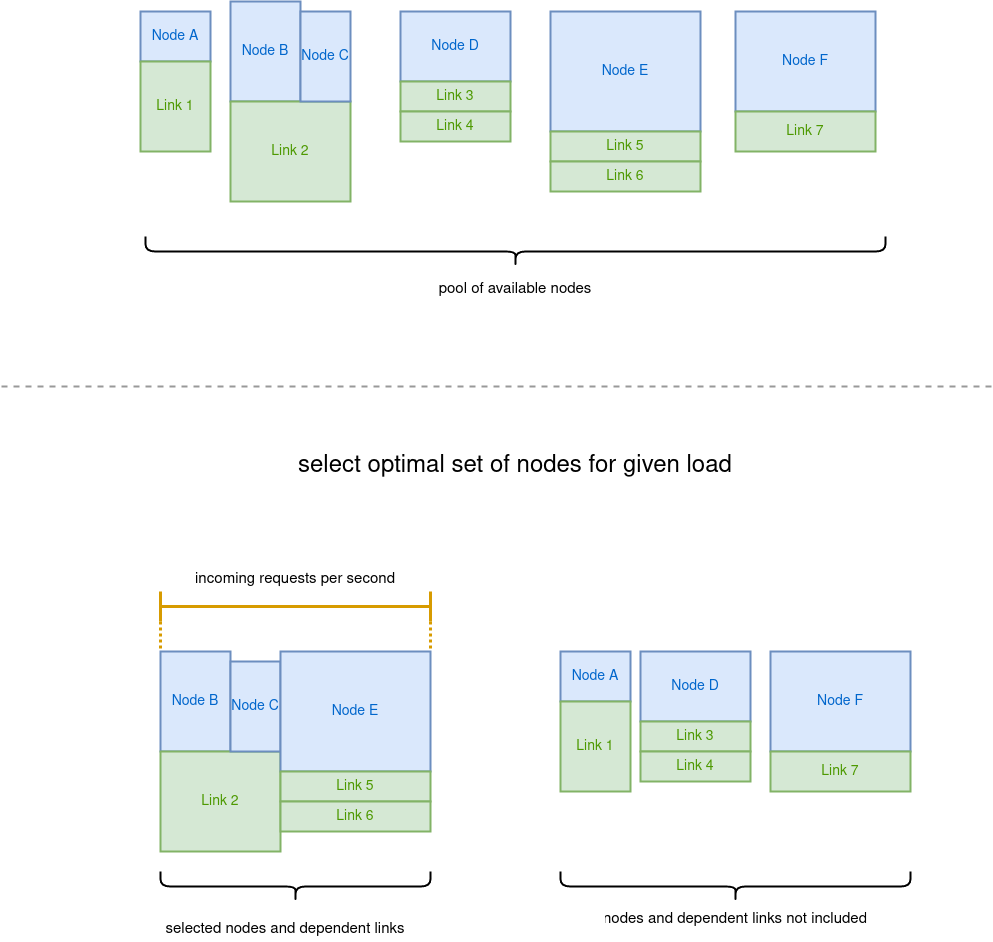 Node A
Node B
Node C
Node D
Node E
Node F
Link 1
Link 2
Link 3
Link 4
Link 5
Link 6
Link 7
pool of available nodes
select optimal set of nodes for given load
incoming requests per second
Node B
Node C
Node E
Link 2
Link 5
Link 6
selected nodes and dependent links
Node A
Node D
Node F
Link 1
Link 3
Link 4
Link 7
nodes and dependent links not included